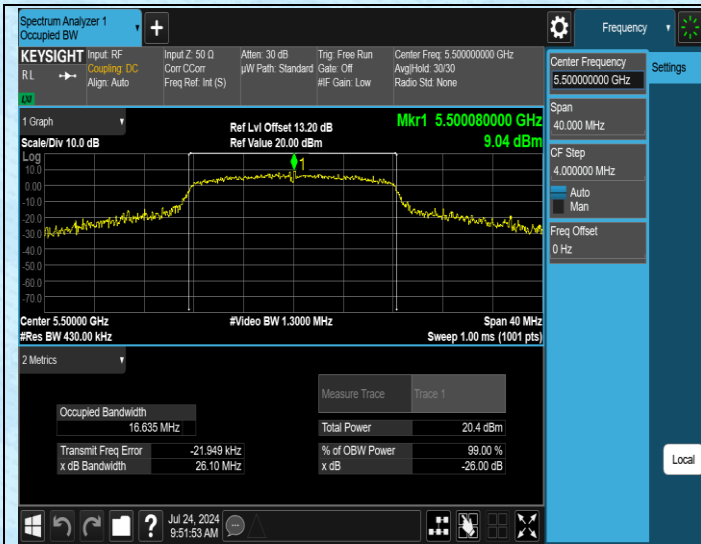 Spectrum Analyzer 1
Occupied BW
+
Frequency
KEYSIGHT
RL
LXI
Input: RF
Coupling: DC
Align: Auto
Input Z: 50 Ω
Corr CCorr
Freq Ref: Int (S)
Atten: 30 dB
µW Path: Standard
Trig: Free Run
Gate: Off
#IF Gain: Low
Center Freq: 5.500000000 GHz
Avg|Hold: 30/30
Radio Std: None
Center Frequency
5.500000000 GHz
Settings
Span
40.000 MHz
CF Step
4.000000 MHz
Auto
Man
Freq Offset
0 Hz
1 Graph
Scale/Div 10.0 dB
Ref Lvl Offset 13.20 dB
Ref Value 20.00 dBm
Mkr1 5.500080000 GHz
9.04 dBm
Log
1
10.0
0.00
-10.0
-20.0
-30.0
-40.0
-50.0
-60.0
-70.0
Center 5.50000 GHz
#Res BW 430.00 kHz
#Video BW 1.3000 MHz
Span 40 MHz
Sweep 1.00 ms (1001 pts)
2 Metrics
Measure Trace Trace 1
Occupied Bandwidth
16.635 MHz
Total Power 20.4 dBm
Transmit Freq Error -21.949 kHz
% of OBW Power 99.00 %
x dB Bandwidth 26.10 MHz
x dB -26.00 dB
Local
?
Jul 24, 2024
9:51:53 AM